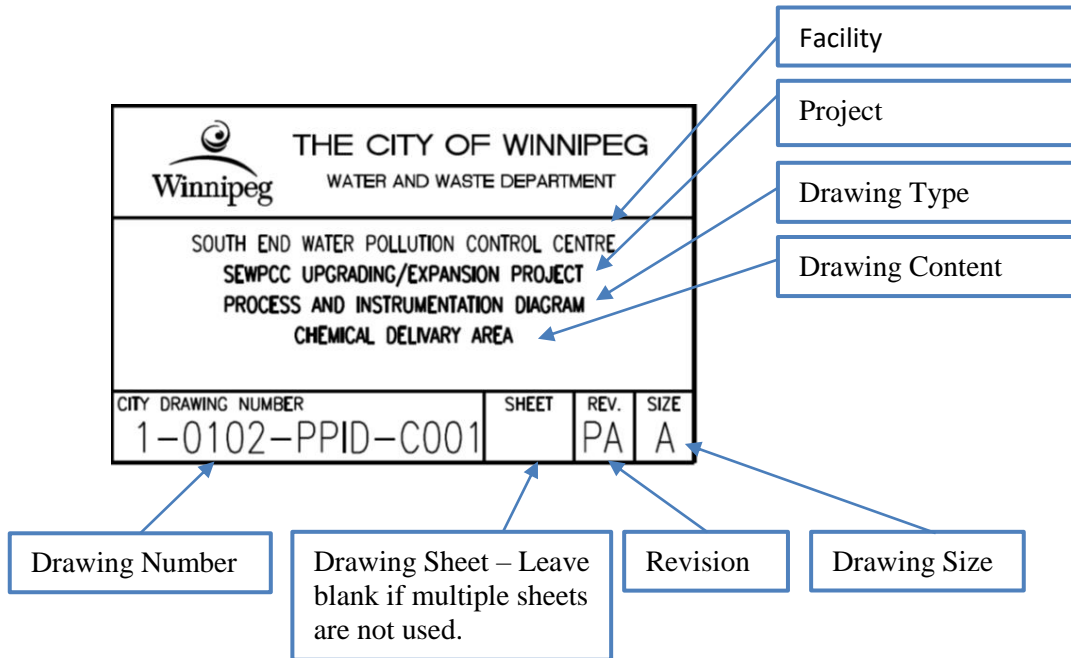 Facility
Project
Drawing Type
Drawing Content
Winnipeg
THE CITY OF WINNIPEG
WATER AND WASTE DEPARTMENT
SOUTH END WATER POLLUTION CONTROL CENTRE
SEWPCC UPGRADING/EXPANSION PROJECT
PROCESS AND INSTRUMENTATION DIAGRAM
CHEMICAL DELIVARY AREA
CITY DRAWING NUMBER
1-0102-PPID-C001
SHEET
REV.
PA
SIZE
A
Drawing Number
Drawing Sheet – Leave
blank if multiple sheets
are not used.
Revision
Drawing Size